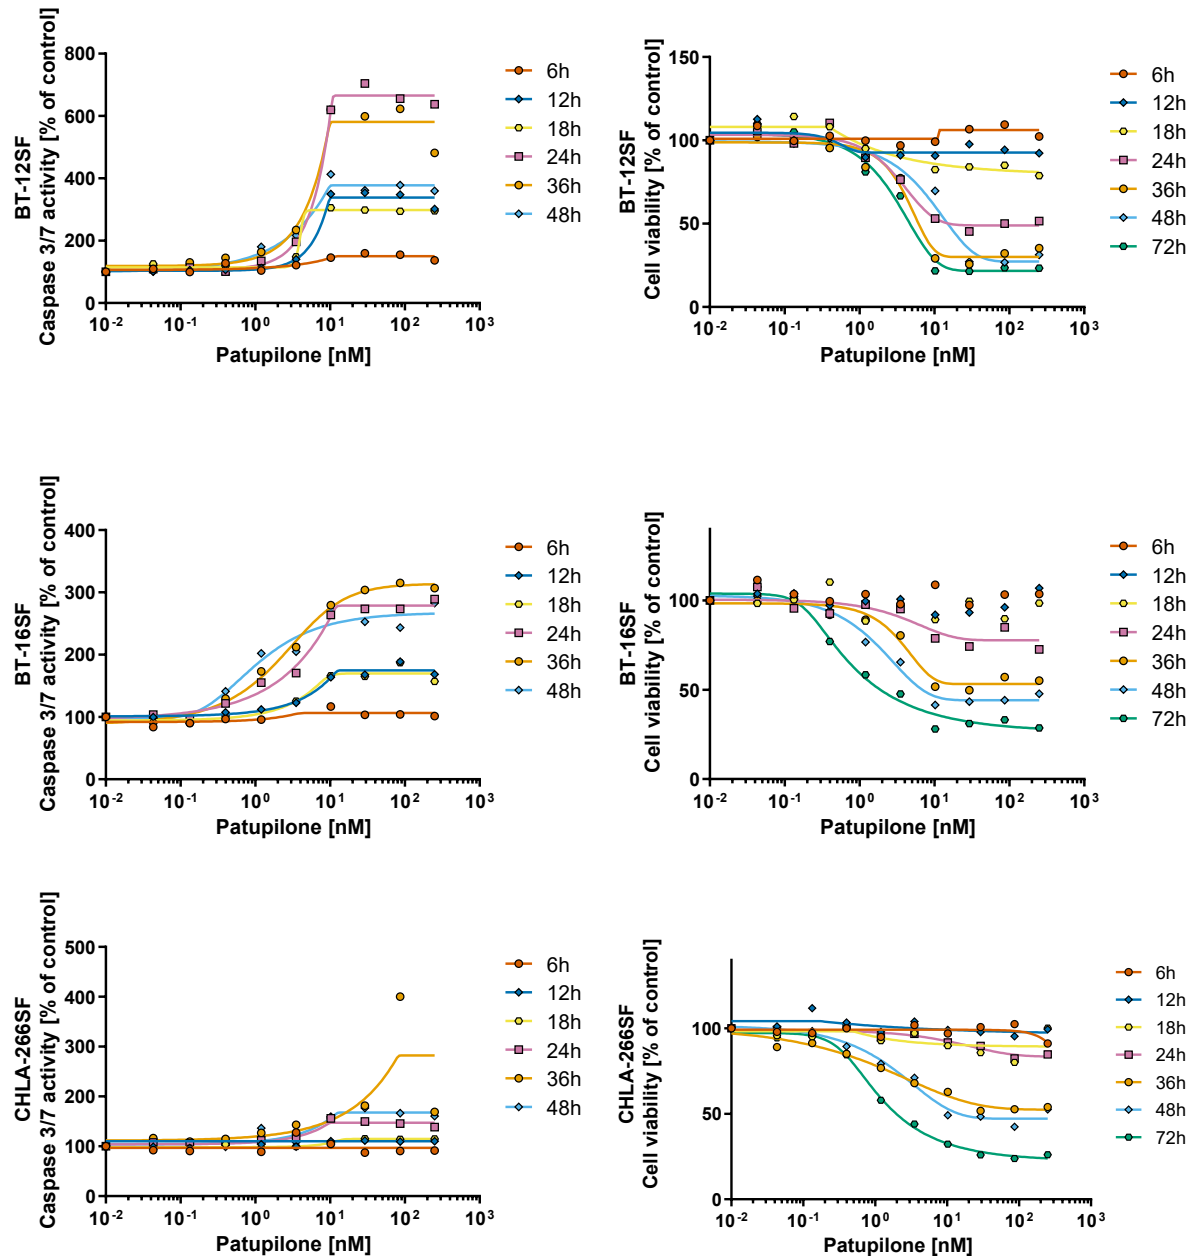 BT-12SF
Caspase 3/7 activity [% of control]
800
600
400
200
0
10⁻² 10⁻¹ 10⁰ 10¹ 10² 10³
Patupilone [nM]
6h
12h
18h
24h
36h
48h
BT-12SF
Cell viability [% of control]
150
100
50
0
10⁻² 10⁻¹ 10⁰ 10¹ 10² 10³
Patupilone [nM]
6h
12h
18h
24h
36h
48h
72h
BT-16SF
Caspase 3/7 activity [% of control]
400
300
200
100
0
10⁻² 10⁻¹ 10⁰ 10¹ 10² 10³
Patupilone [nM]
6h
12h
18h
24h
36h
48h
BT-16SF
Cell viability [% of control]
100
50
0
10⁻² 10⁻¹ 10⁰ 10¹ 10² 10³
Patupilone [nM]
6h
12h
18h
24h
36h
48h
72h
CHLA-266SF
Caspase 3/7 activity [% of control]
500
400
300
200
100
0
10⁻² 10⁻¹ 10⁰ 10¹ 10² 10³
Patupilone [nM]
6h
12h
18h
24h
36h
48h
CHLA-266SF
Cell viability [% of control]
100
50
0
10⁻² 10⁻¹ 10⁰ 10¹ 10² 10³
Patupilone [nM]
6h
12h
18h
24h
36h
48h
72h